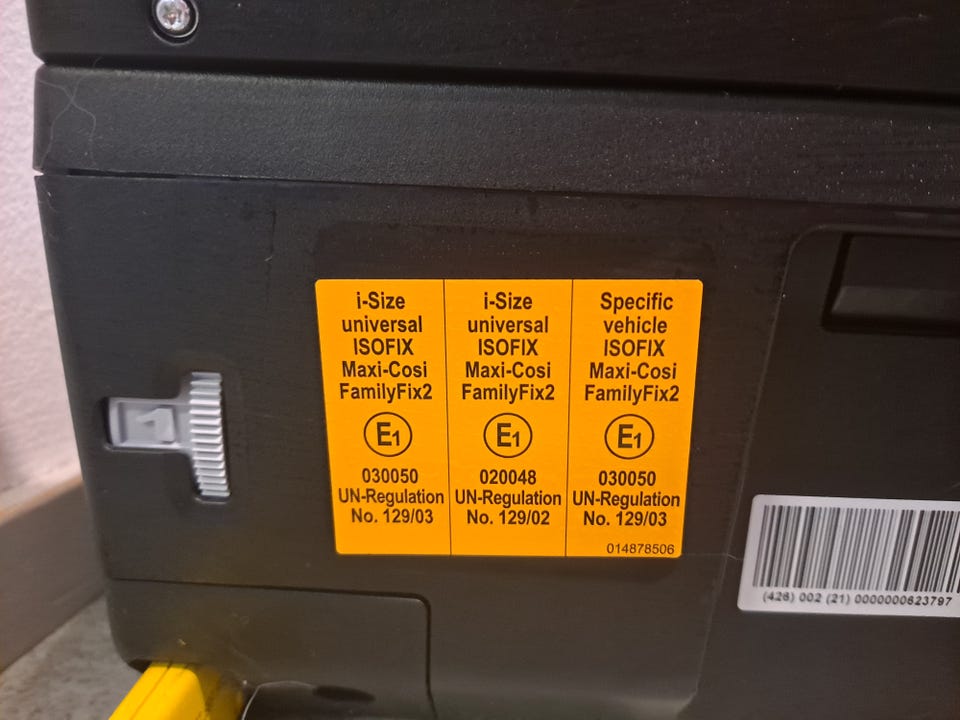 i-Size
universal
ISOFIX
Maxi-Cosi
FamilyFix2
E1
030050
UN-Regulation
No. 129/03
i-Size
universal
ISOFIX
Maxi-Cosi
FamilyFix2
E1
020048
UN-Regulation
No. 129/02
Specific
vehicle
ISOFIX
Maxi-Cosi
FamilyFix2
E1
030050
UN-Regulation
No. 129/03
014878506
(426) 002 (21) 0000000623797